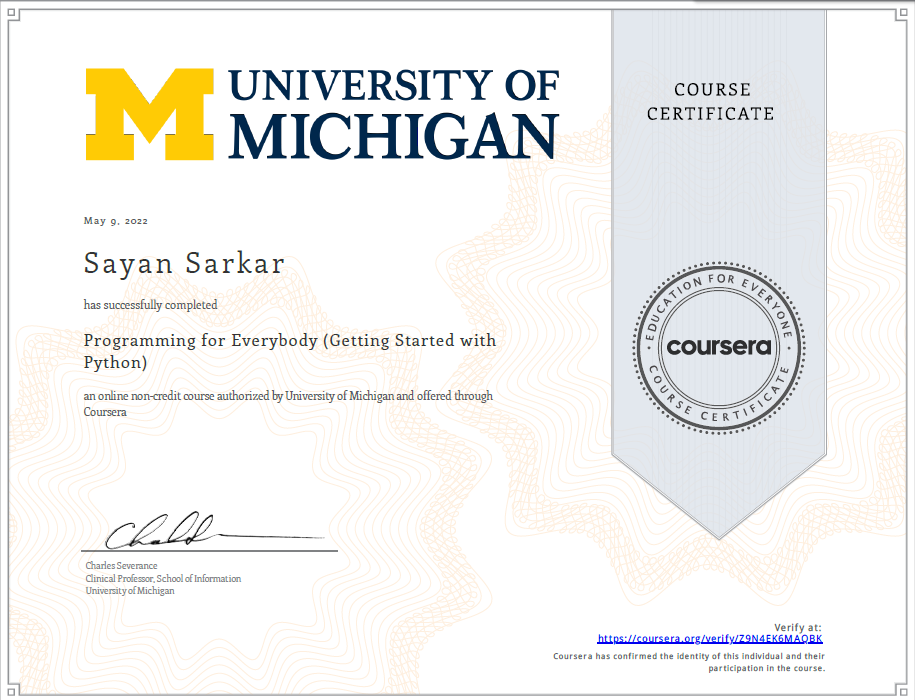 UNIVERSITY OF
MICHIGAN
COURSE
CERTIFICATE
May 9, 2022
Sayan Sarkar
has successfully completed
Programming for Everybody (Getting Started with
Python)
an online non-credit course authorized by University of Michigan and offered through
Coursera
EDUCATION FOR EVERYONE
coursera
COURSE CERTIFICATE
Charles Severance
Clinical Professor, School of Information
University of Michigan
Verify at:
https://coursera.org/verify/Z9N4EK6MAQBK
Coursera has confirmed the identity of this individual and their
participation in the course.